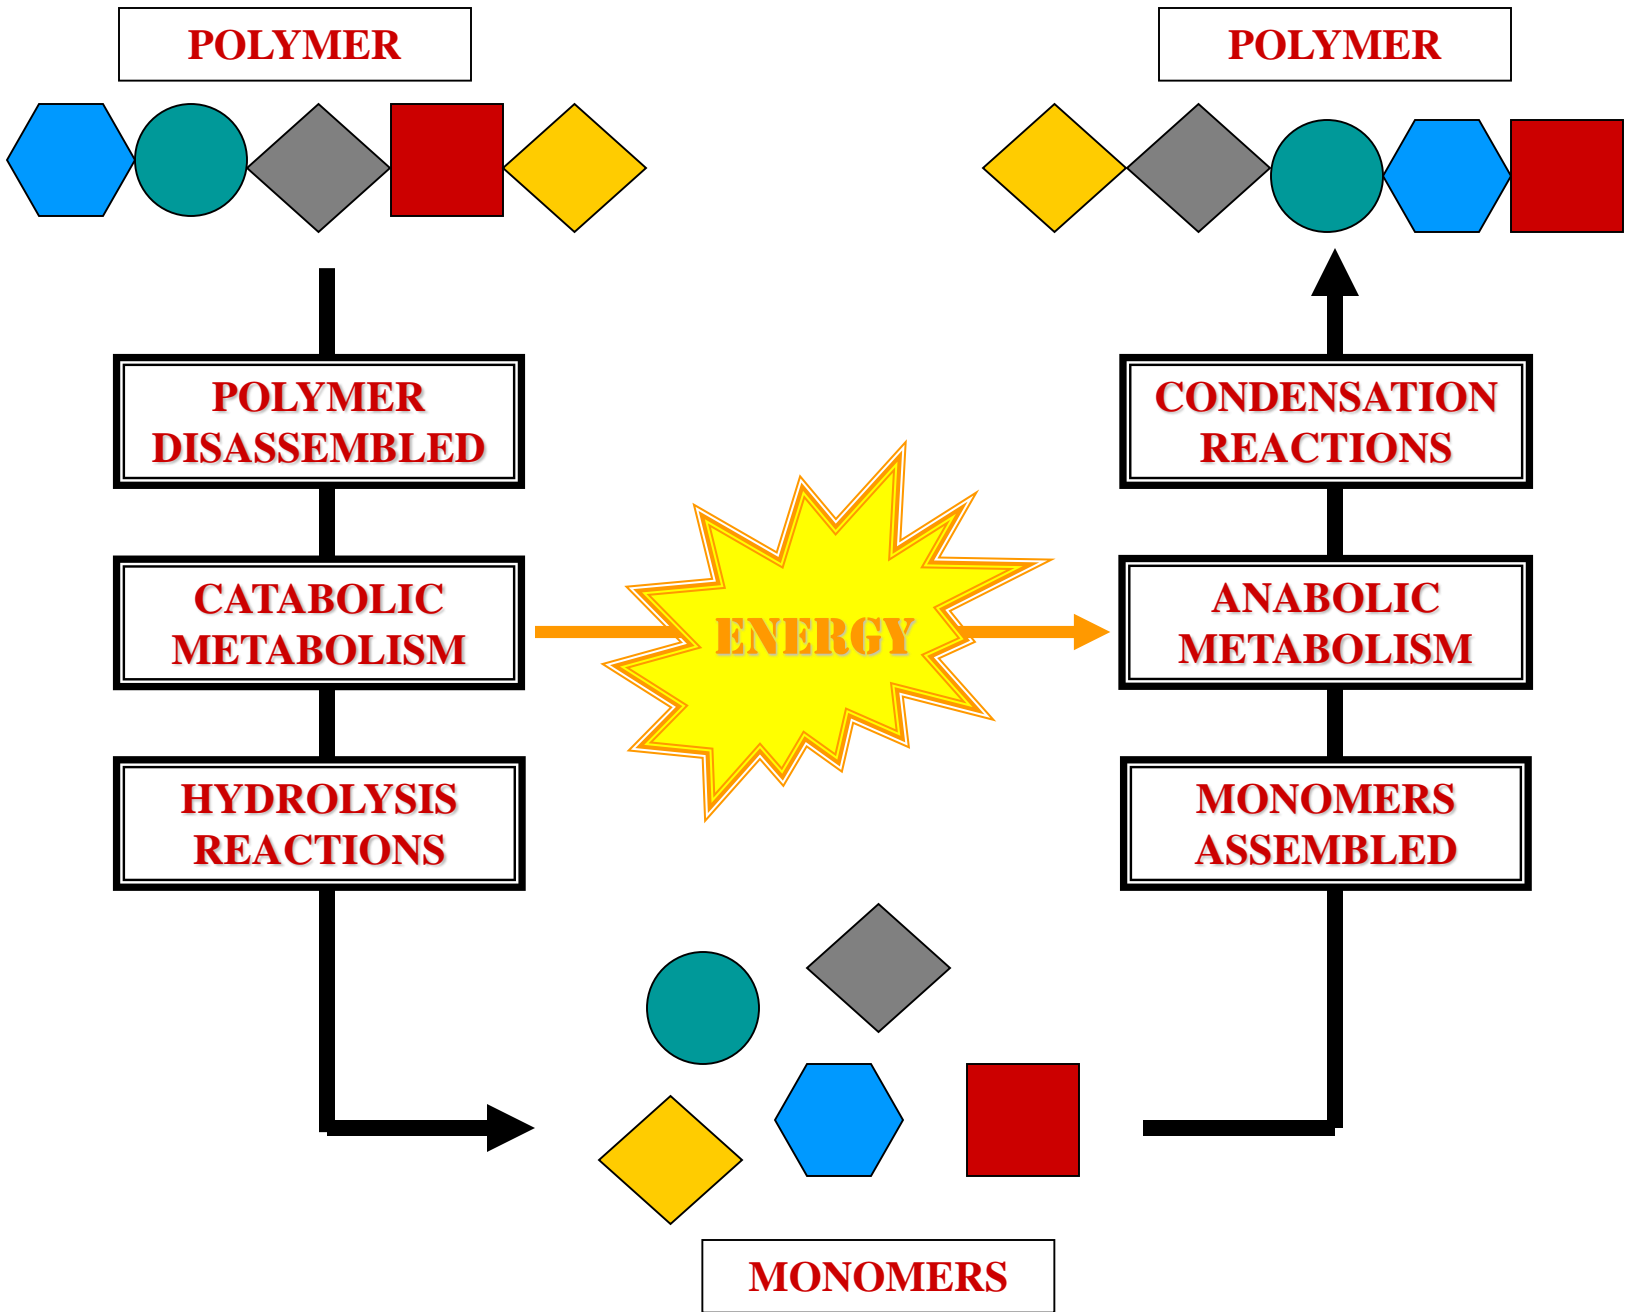 POLYMER
POLYMER
POLYMER
DISASSEMBLED
CATABOLIC
METABOLISM
HYDROLYSIS
REACTIONS
ENERGY
CONDENSATION
REACTIONS
ANABOLIC
METABOLISM
MONOMERS
ASSEMBLED
MONOMERS